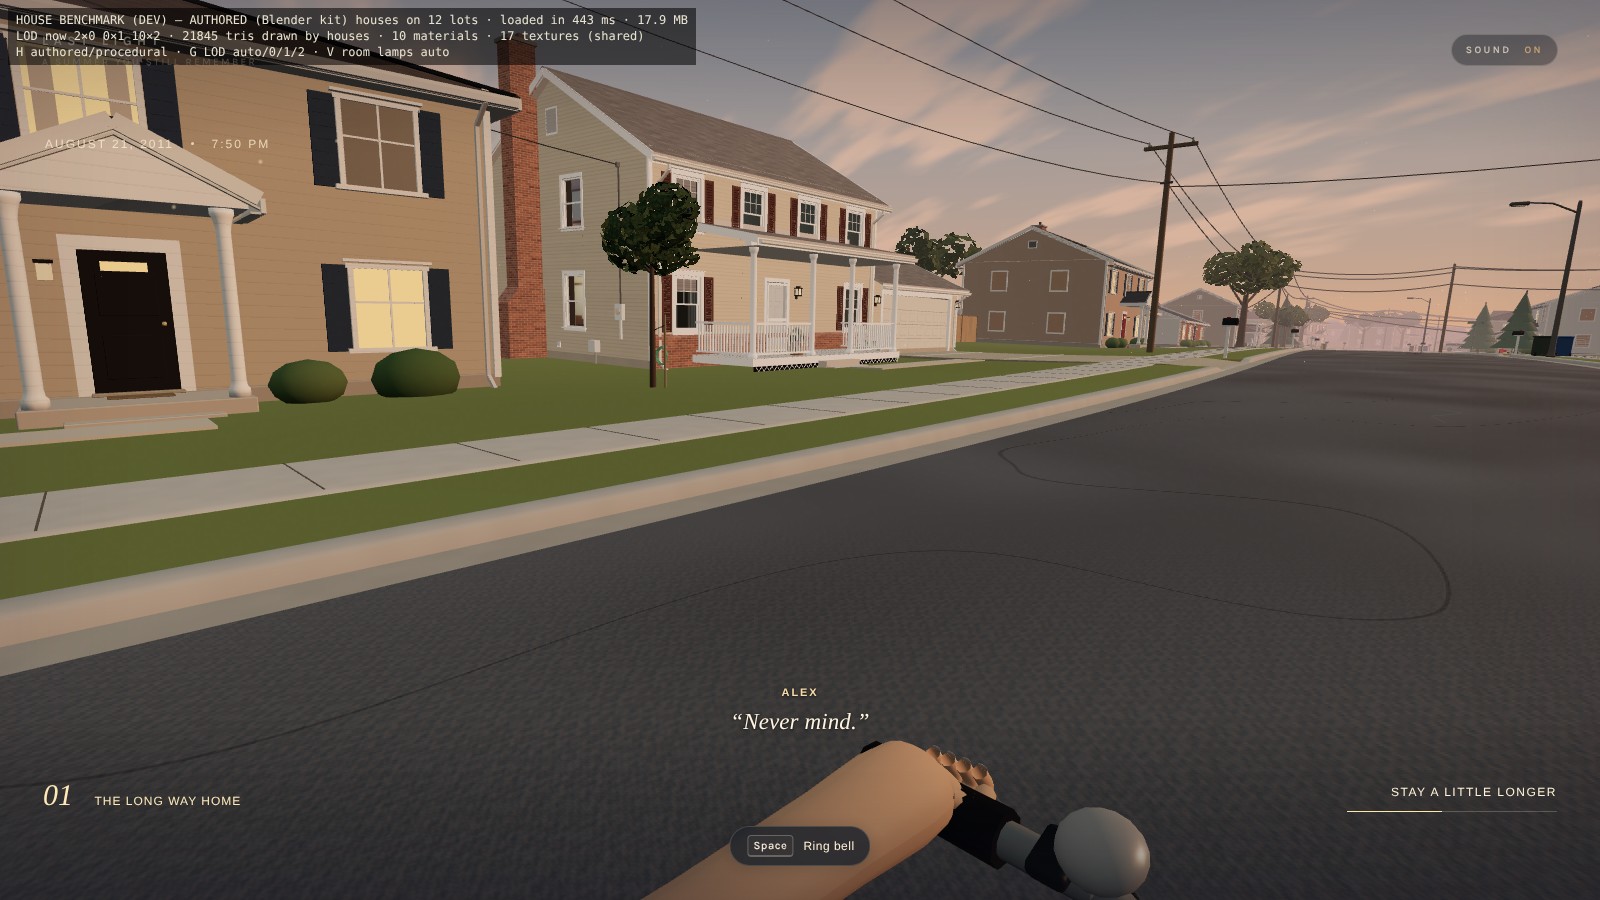 HOUSE BENCHMARK (DEV) — AUTHORED (Blender kit) houses on 12 lots · loaded in 443 ms · 17.9 MB
LOD now 2×0 0×1 10×2 · 21845 tris drawn by houses · 10 materials · 17 textures (shared)
H authored/procedural · G LOD auto/0/1/2 · V room lamps auto
STILL REMEMBER
SOUND ON
AUGUST 21, 2011 • 7:50 PM
ALEX
“Never mind.”
01 THE LONG WAY HOME
STAY A LITTLE LONGER
Space Ring bell